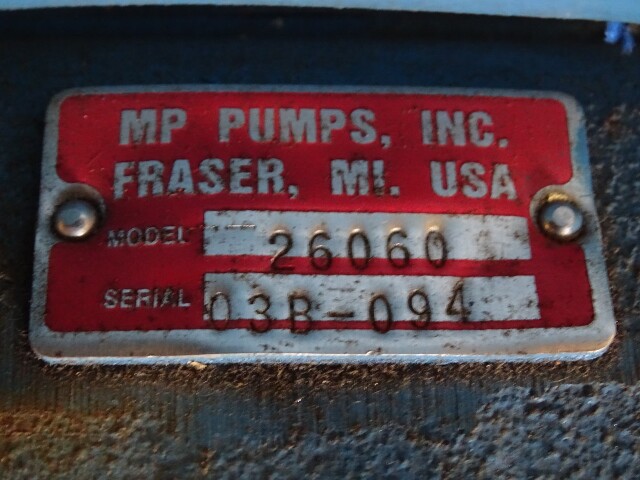 MP PUMPS, INC.
FRASER, MI. USA
MODEL 26060
SERIAL 03B-094